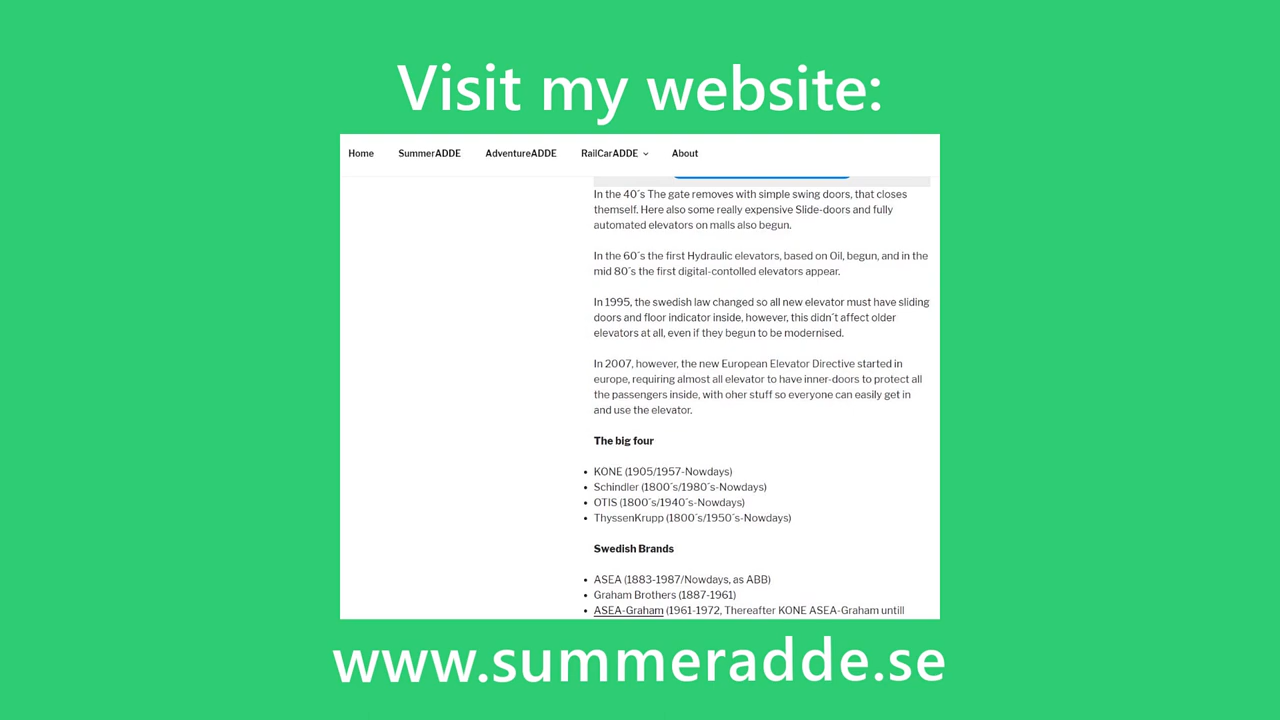 Visit my website:
Home SummerADDE AdventureADDE RailCarADDE About
In the 40´s The gate removes with simple swing doors, that closes
themself. Here also some really expensive Slide-doors and fully
automated elevators on malls also begun.
In the 60´s the first Hydraulic elevators, based on Oil, begun, and in the
mid 80´s the first digital-contolled elevators appear.
In 1995, the swedish law changed so all new elevator must have sliding
doors and floor indicator inside, however, this didn´t affect older
elevators at all, even if they begun to be modernised.
In 2007, however, the new European Elevator Directive started in
europe, requiring almost all elevator to have inner-doors to protect all
the passengers inside, with oher stuff so everyone can easily get in
and use the elevator.
The big four
• KONE (1905/1957-Nowdays)
• Schindler (1800´s/1980´s-Nowdays)
• OTIS (1800´s/1940´s-Nowdays)
• ThyssenKrupp (1800´s/1950´s-Nowdays)
Swedish Brands
• ASEA (1883-1987/Nowdays, as ABB)
• Graham Brothers (1887-1961)
• ASEA-Graham (1961-1972, Thereafter KONE ASEA-Graham untill
www.summeradde.se